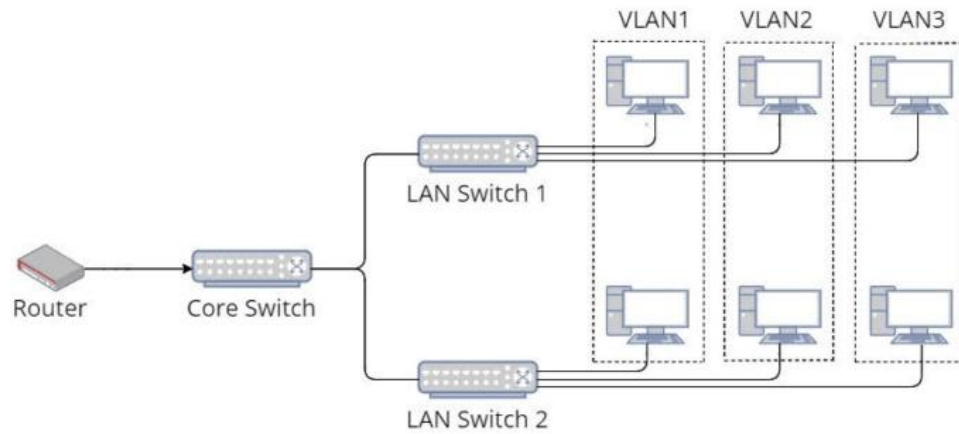 VLAN1
VLAN2
VLAN3
LAN Switch 1
Router
Core Switch
LAN Switch 2